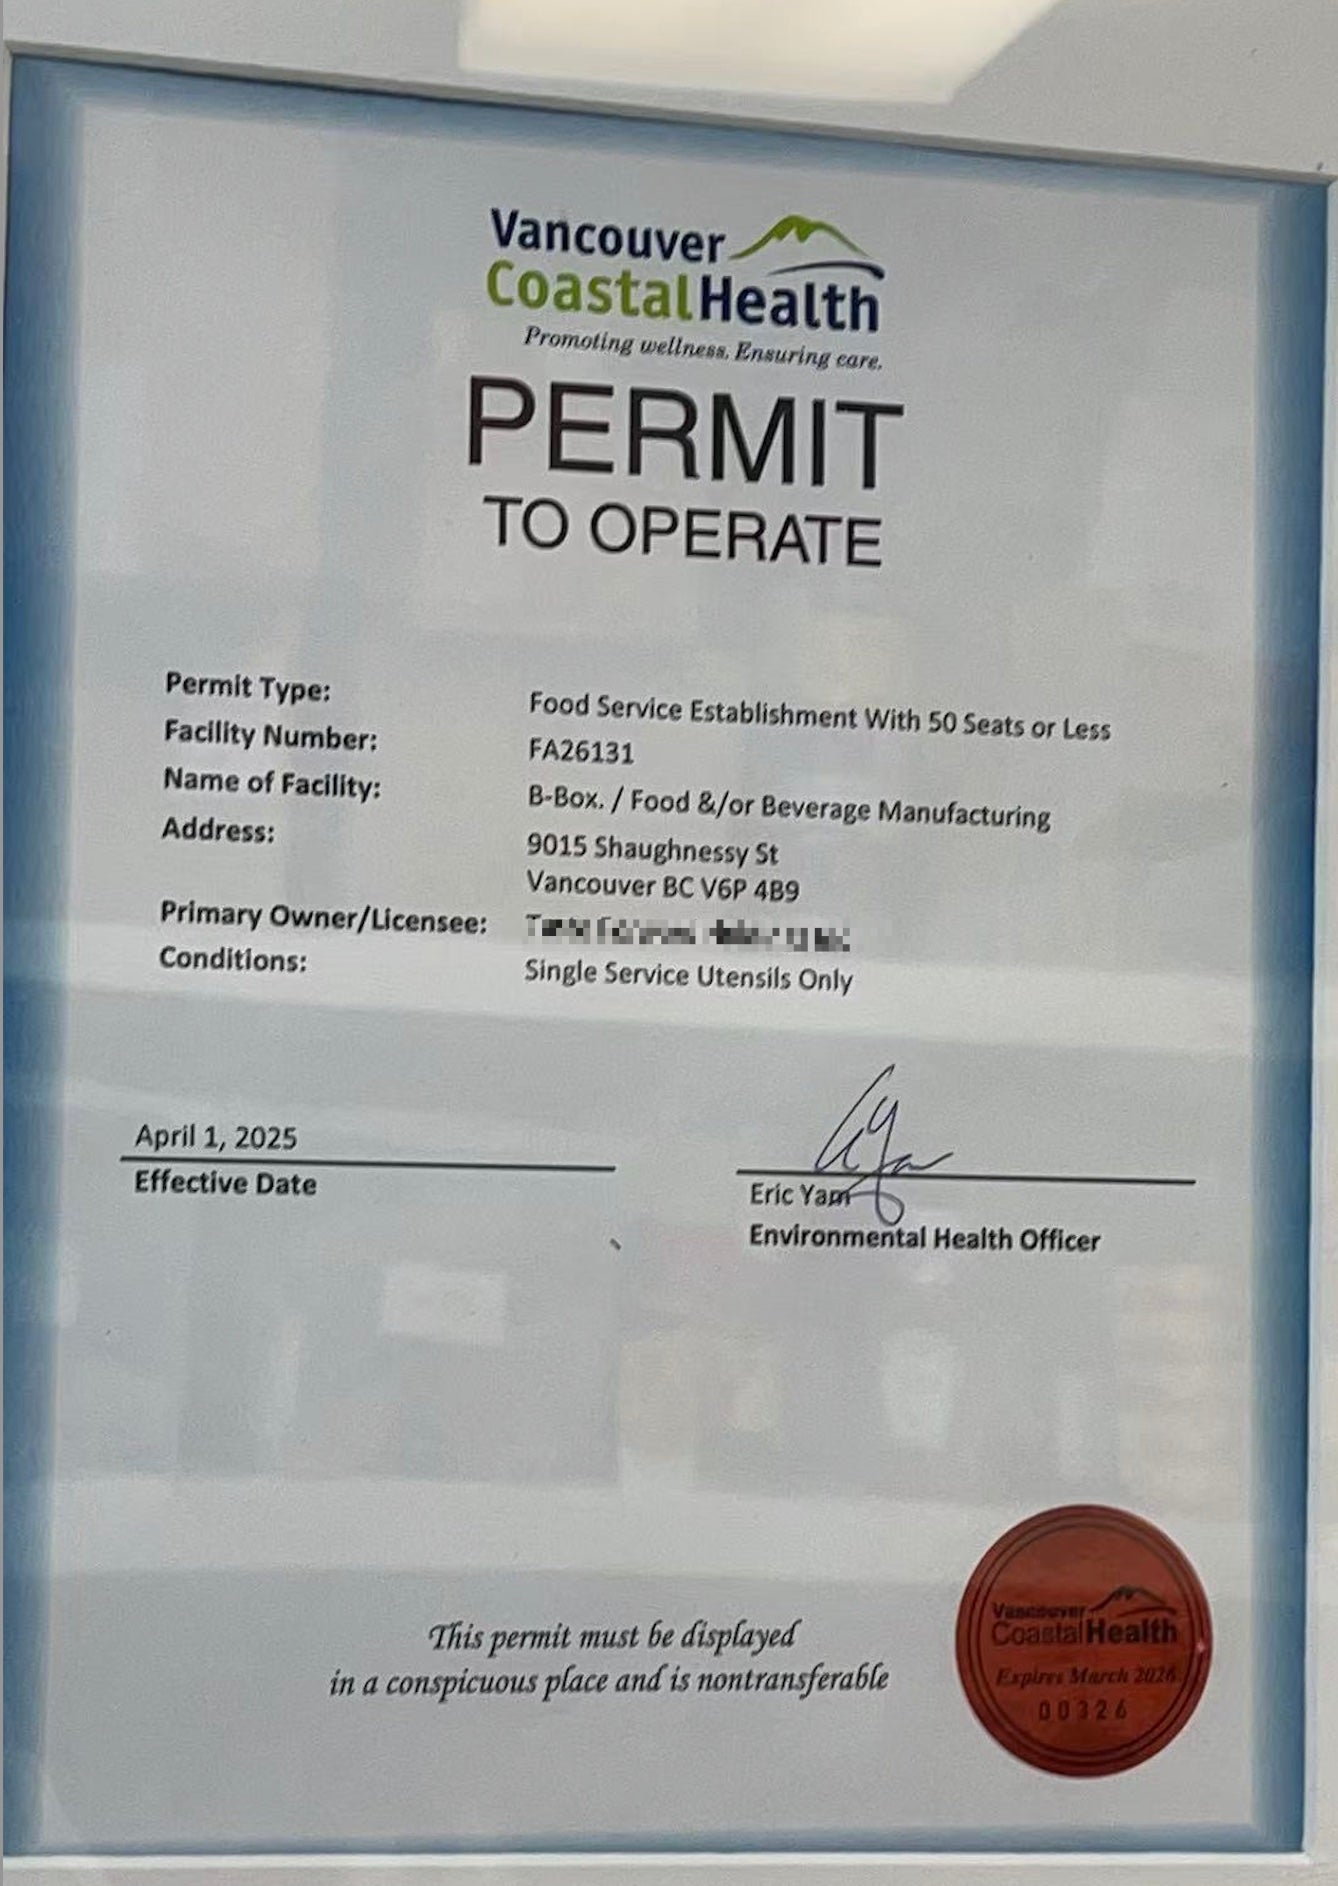 Vancouver
CoastalHealth
Promoting wellness. Ensuring care.
PERMIT
TO OPERATE
Permit Type: Food Service Establishment With 50 Seats or Less
Facility Number: FA26131
Name of Facility: B-Box. / Food &/or Beverage Manufacturing
Address: 9015 Shaughnessy St
Vancouver BC V6P 4B9
Primary Owner/Licensee:
Conditions: Single Service Utensils Only
April 1, 2025
Effective Date
Eric Yam
Environmental Health Officer
This permit must be displayed
in a conspicuous place and is nontransferable
Vancouver
CoastalHealth
Expires March 2026
00326